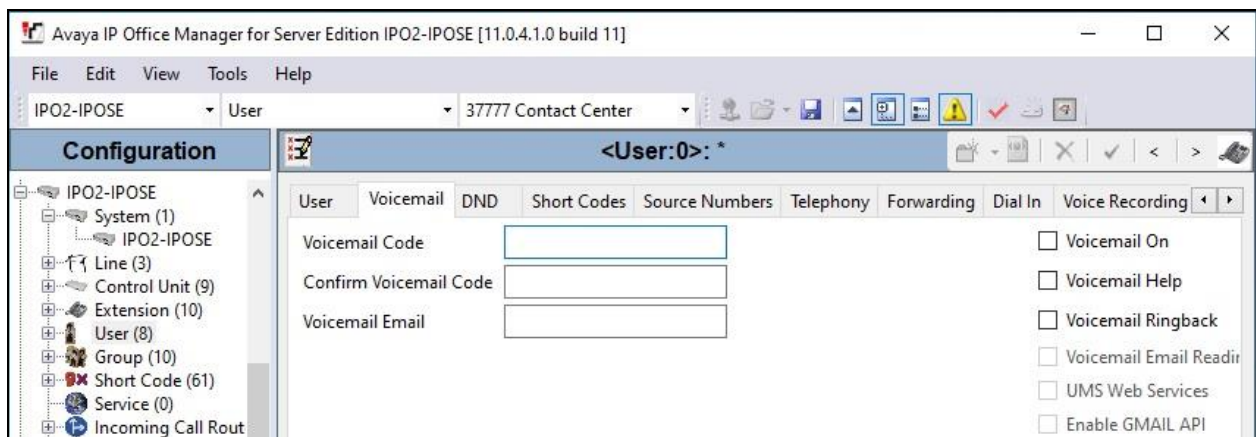 Avaya IP Office Manager for Server Edition IPO2-IPOSE [11.0.4.1.0 build 11]
File Edit View Tools Help
IPO2-IPOSE User 37777 Contact Center
Configuration
<User:0>: *
IPO2-IPOSE
System (1)
IPO2-IPOSE
Line (3)
Control Unit (9)
Extension (10)
User (8)
Group (10)
Short Code (61)
Service (0)
Incoming Call Rout
User Voicemail DND Short Codes Source Numbers Telephony Forwarding Dial In Voice Recording
Voicemail Code
Confirm Voicemail Code
Voicemail Email
Voicemail On
Voicemail Help
Voicemail Ringback
Voicemail Email Readin
UMS Web Services
Enable GMAIL API